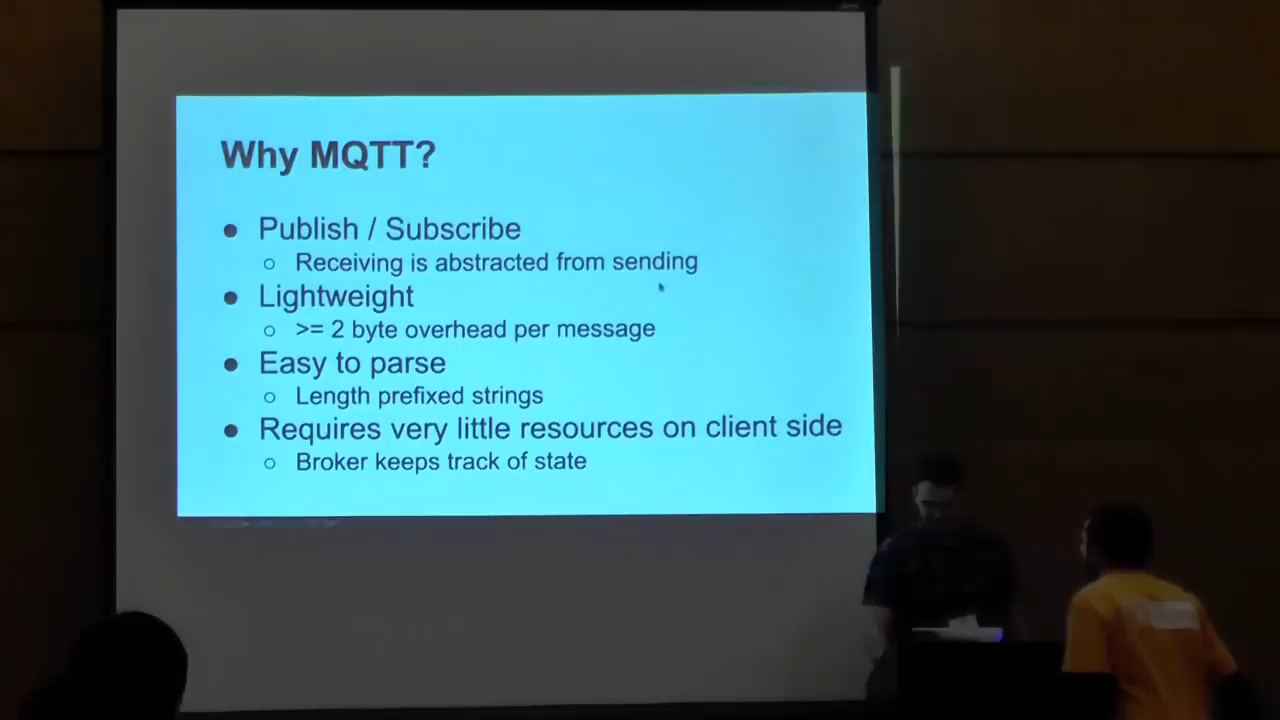 Why MQTT?
● Publish / Subscribe
○ Receiving is abstracted from sending
● Lightweight
○ >= 2 byte overhead per message
● Easy to parse
○ Length prefixed strings
● Requires very little resources on client side
○ Broker keeps track of state